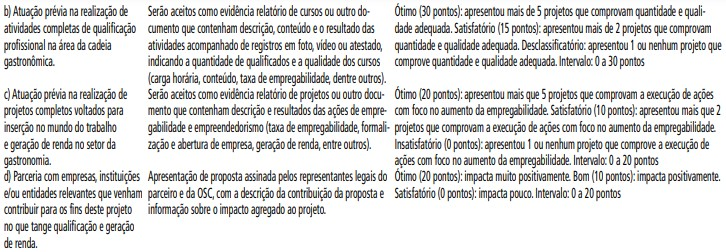 b) Atuação prévia na realização de
atividades completas de qualificação
profissional na área da cadeia
gastronômica.
Serão aceitos como evidência relatório de cursos ou outro do-
cumento que contenham descrição, conteúdo e o resultado das
atividades acompanhado de registros em foto, vídeo ou atestado,
indicando a quantidade de qualificados e a qualidade dos cursos
(carga horária, conteúdo, taxa de empregabilidade, dentre outros).
Ótimo (30 pontos): apresentou mais de 5 projetos que comprovam quantidade e quali-
dade adequada. Satisfatório (15 pontos): apresentou mais de 2 projetos que comprovam
quantidade e qualidade adequada. Desclassificatório: apresentou 1 ou nenhum projeto que
comprove quantidade e qualidade adequada. Intervalo: 0 a 30 pontos
c) Atuação prévia na realização de
projetos completos voltados para
inserção no mundo do trabalho
e geração de renda no setor da
gastronomia.
Serão aceitos como evidência relatório de projetos ou outro docu-
mento que contenham descrição e resultados das ações de empre-
gabilidade e empreendedorismo (taxa de empregabilidade, formali-
zação e abertura de empresa, geração de renda, entre outros).
Ótimo (20 pontos): apresentou mais que 5 projetos que comprovam a execução de ações
com foco no aumento da empregabilidade. Satisfatório (10 pontos): apresentou mais que 2
projetos que comprovam a execução de ações com foco no aumento da empregabilidade.
Insatisfatório (0 pontos): apresentou 1 ou nenhum projeto que comprove a execução de
ações com foco no aumento da empregabilidade. Intervalo: 0 a 20 pontos
d) Parceria com empresas, instituições
e/ou entidades relevantes que venham
contribuir para os fins deste projeto
no que tange qualificação e geração
de renda.
Apresentação de proposta assinada pelos representantes legais do
parceiro e da OSC, com a descrição da contribuição da proposta e
informação sobre o impacto agregado ao projeto.
Ótimo (20 pontos): impacta muito positivamente. Bom (10 pontos): impacta positivamente.
Satisfatório (0 pontos): impacta pouco. Intervalo: 0 a 20 pontos